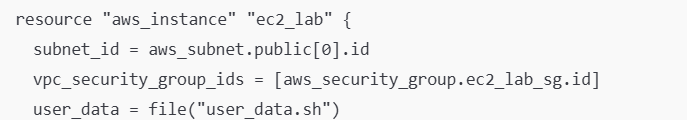 resource "aws_instance" "ec2_lab" {
  subnet_id = aws_subnet.public[0].id
  vpc_security_group_ids = [aws_security_group.ec2_lab_sg.id]
  user_data = file("user_data.sh")